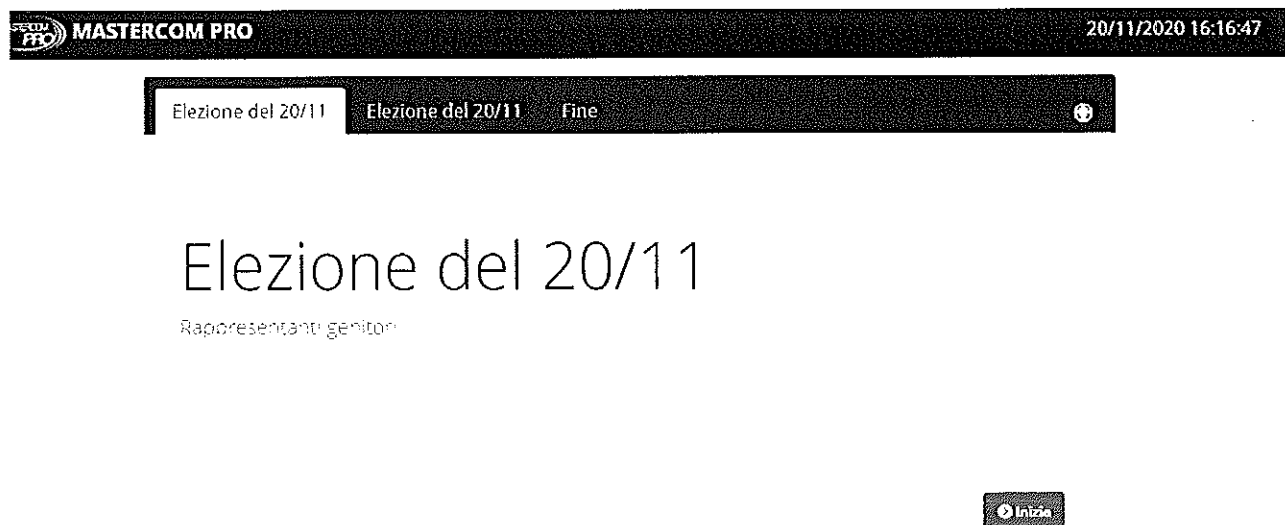 MASTERCOM PRO
20/11/2020 16:16:47
Elezione del 20/11
Elezione del 20/11
Fine
Elezione del 20/11
Rappresentanti genitori
Inizia